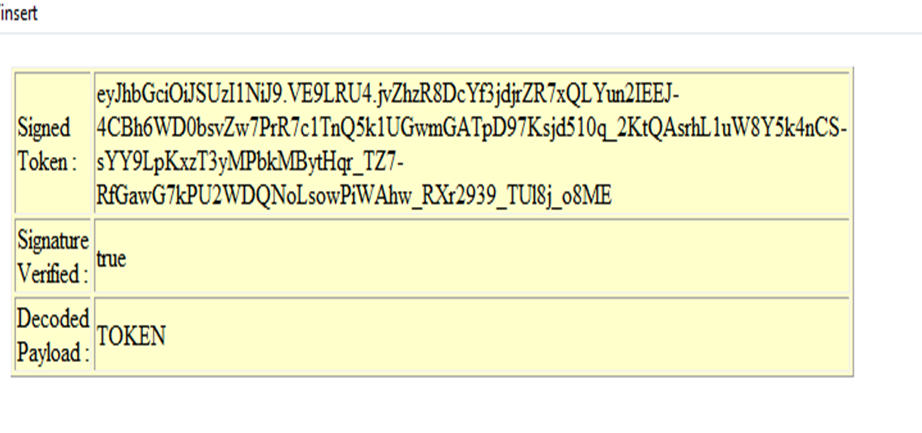 insert
Signed
Token :
eyJhbGciOiJSUzI1NiJ9.VE9LRU4.jvZhzR8DcYf3jdjrZR7xQLYun2IEEJ-
4CBh6WD0bsvZw7PrR7c1TnQ5k1UGwmGATpD97Ksjd510q_2KtQAsrhL1uW8Y5k4nCS-
sYY9LpKxzT3yMPbkMBytHqr_TZ7-
RfGawG7kPU2WDQNoLsowPiWAhw_RXr2939_TUl8j_o8ME
Signature
Verified :
true
Decoded
Payload :
TOKEN